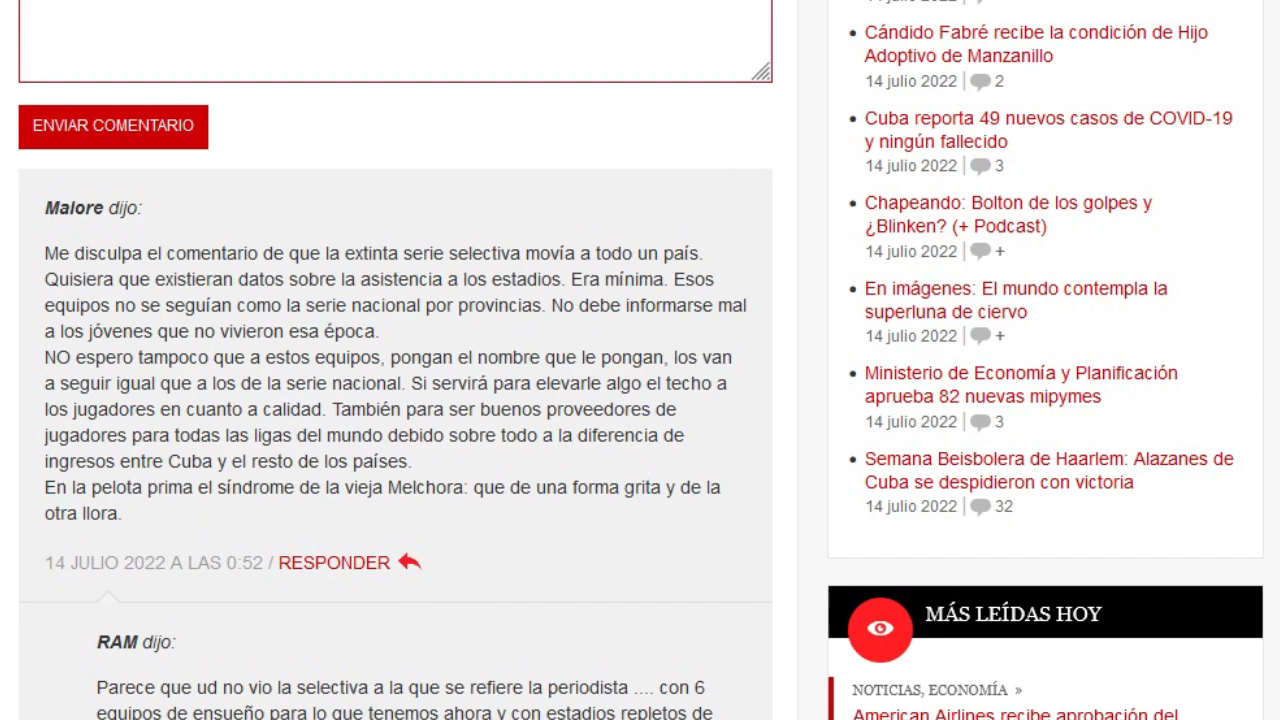 ENVIAR COMENTARIO
Malore dijo:
Me disculpa el comentario de que la extinta serie selectiva movía a todo un país.
Quisiera que existieran datos sobre la asistencia a los estadios. Era mínima. Esos
equipos no se seguían como la serie nacional por provincias. No debe informarse mal
a los jóvenes que no vivieron esa época.
NO espero tampoco que a estos equipos, pongan el nombre que le pongan, los van
a seguir igual que a los de la serie nacional. Si servirá para elevarle algo el techo a
los jugadores en cuanto a calidad. También para ser buenos proveedores de
jugadores para todas las ligas del mundo debido sobre todo a la diferencia de
ingresos entre Cuba y el resto de los países.
En la pelota prima el síndrome de la vieja Melchora: que de una forma grita y de la
otra llora.
14 JULIO 2022 A LAS 0:52 / RESPONDER
RAM dijo:
Parece que ud no vio la selectiva a la que se refiere la periodista .... con 6
equipos de ensueño para lo que tenemos ahora y con estadios repletos de
14 julio 2022
Cándido Fabré recibe la condición de Hijo
Adoptivo de Manzanillo
14 julio 2022 | 2
Cuba reporta 49 nuevos casos de COVID-19
y ningún fallecido
14 julio 2022 | 3
Chapeando: Bolton de los golpes y
¿Blinken? (+ Podcast)
14 julio 2022 | +
En imágenes: El mundo contempla la
superluna de ciervo
14 julio 2022 | +
Ministerio de Economía y Planificación
aprueba 82 nuevas mipymes
14 julio 2022 | 3
Semana Beisbolera de Haarlem: Alazanes de
Cuba se despidieron con victoria
14 julio 2022 | 32
MÁS LEÍDAS HOY
NOTICIAS, ECONOMÍA »
American Airlines recibe aprobación del